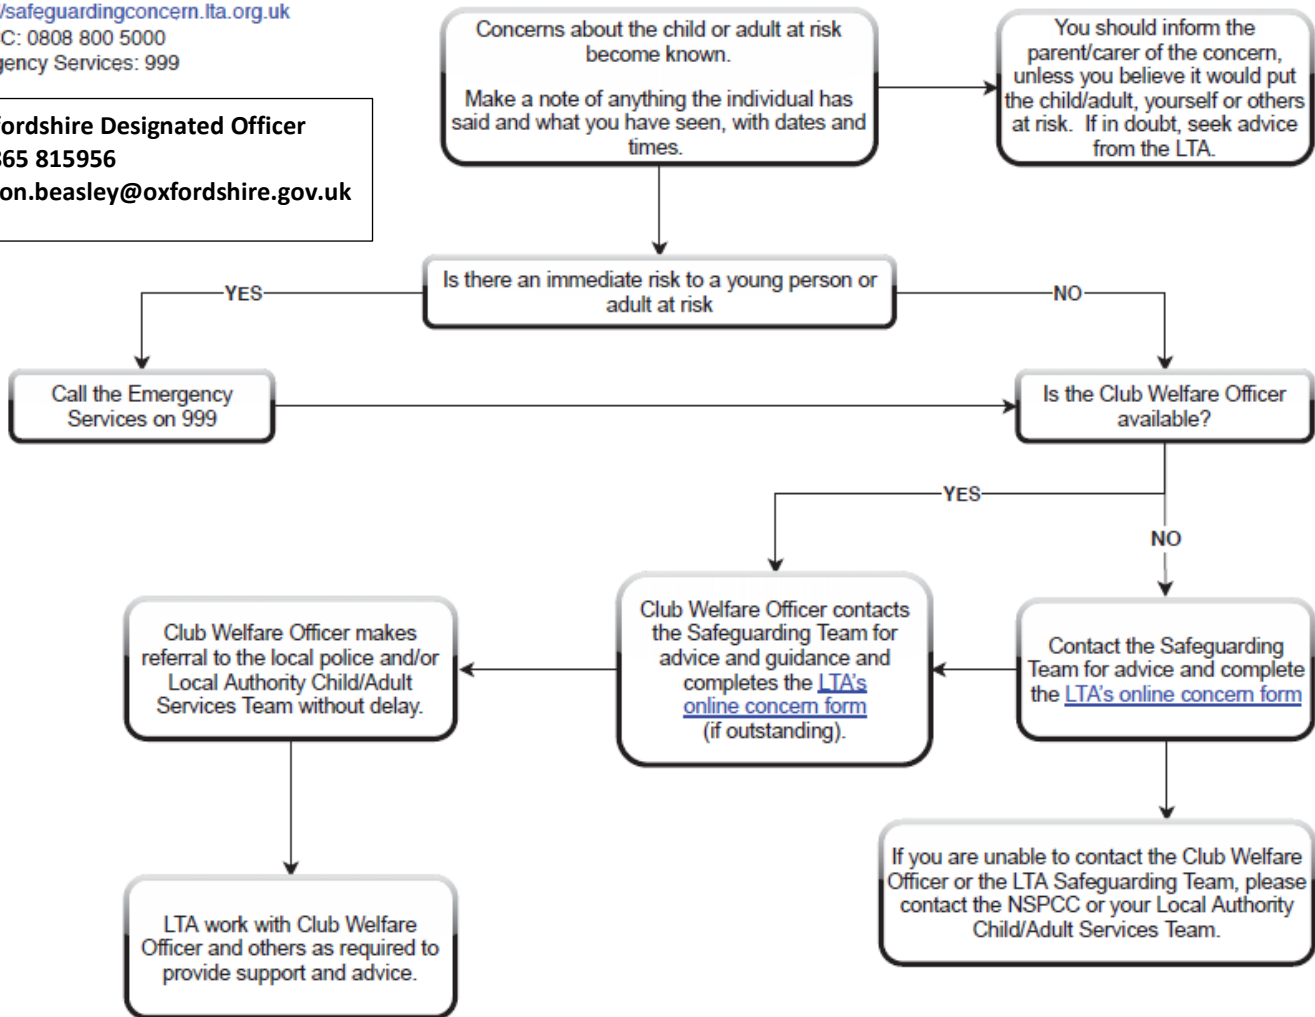 /safeguardingconcern.lta.org.uk
C: 0808 800 5000
gency Services: 999
fordshire Designated Officer
865 815956
on.beasley@oxfordshire.gov.uk
Concerns about the child or adult at risk
become known.
Make a note of anything the individual has
said and what you have seen, with dates and
times.
You should inform the
parent/carer of the concern,
unless you believe it would put
the child/adult, yourself or others
at risk. If in doubt, seek advice
from the LTA.
Is there an immediate risk to a young person or
adult at risk
YES
NO
Call the Emergency
Services on 999
Is the Club Welfare Officer
available?
YES
NO
Club Welfare Officer makes
referral to the local police and/or
Local Authority Child/Adult
Services Team without delay.
Club Welfare Officer contacts
the Safeguarding Team for
advice and guidance and
completes the LTA's
online concern form
(if outstanding).
Contact the Safeguarding
Team for advice and complete
the LTA's online concern form
LTA work with Club Welfare
Officer and others as required to
provide support and advice.
If you are unable to contact the Club Welfare
Officer or the LTA Safeguarding Team, please
contact the NSPCC or your Local Authority
Child/Adult Services Team.